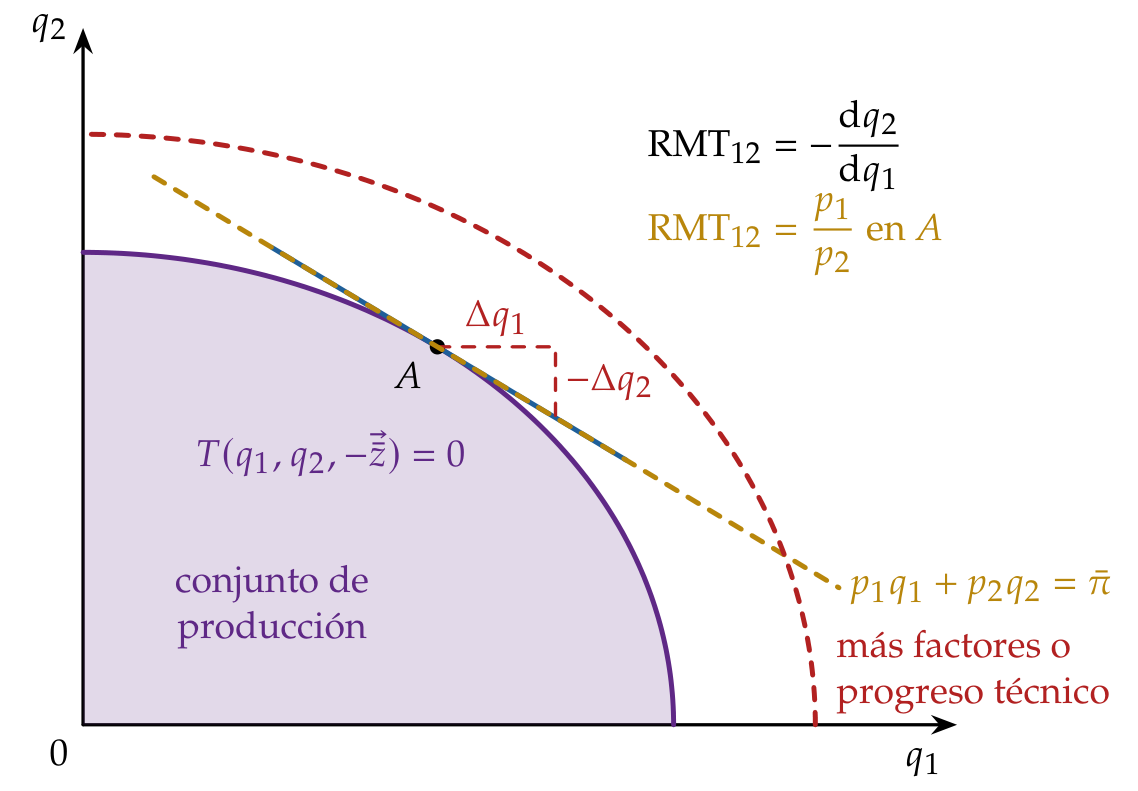 q₂
RMT₁₂ = −dq₂/dq₁
RMT₁₂ = p₁/p₂ en A
Δq₁
−Δq₂
A
T(q₁, q₂, −z̄⃗) = 0
conjunto de
producción
p₁q₁ + p₂q₂ = π̄
más factores o
progreso técnico
0
q₁